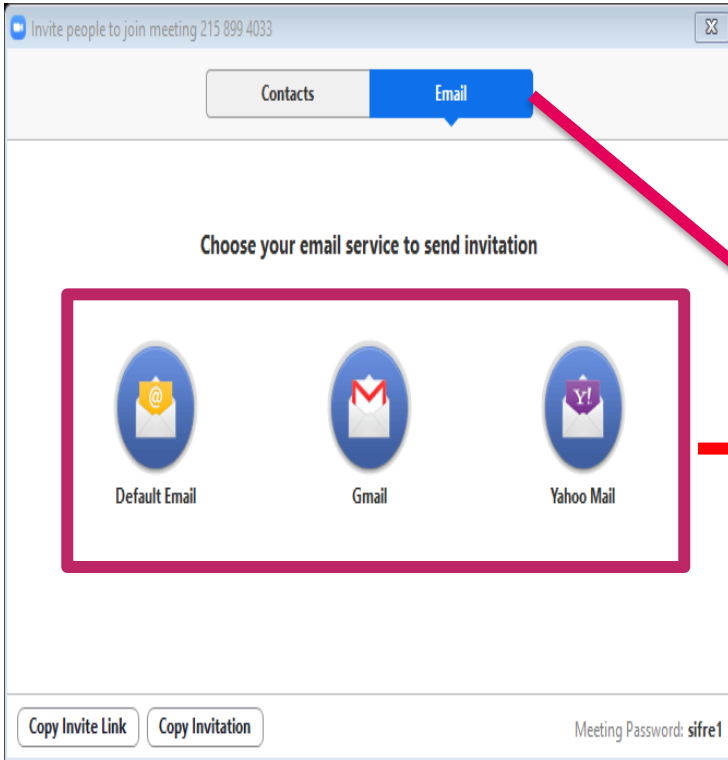 Invite people to join meeting 215 899 4033
Contacts Email
Choose your email service to send invitation
@ Y!
Default Email Gmail Yahoo Mail
Copy Invite Link Copy Invitation Meeting Password: sifre1